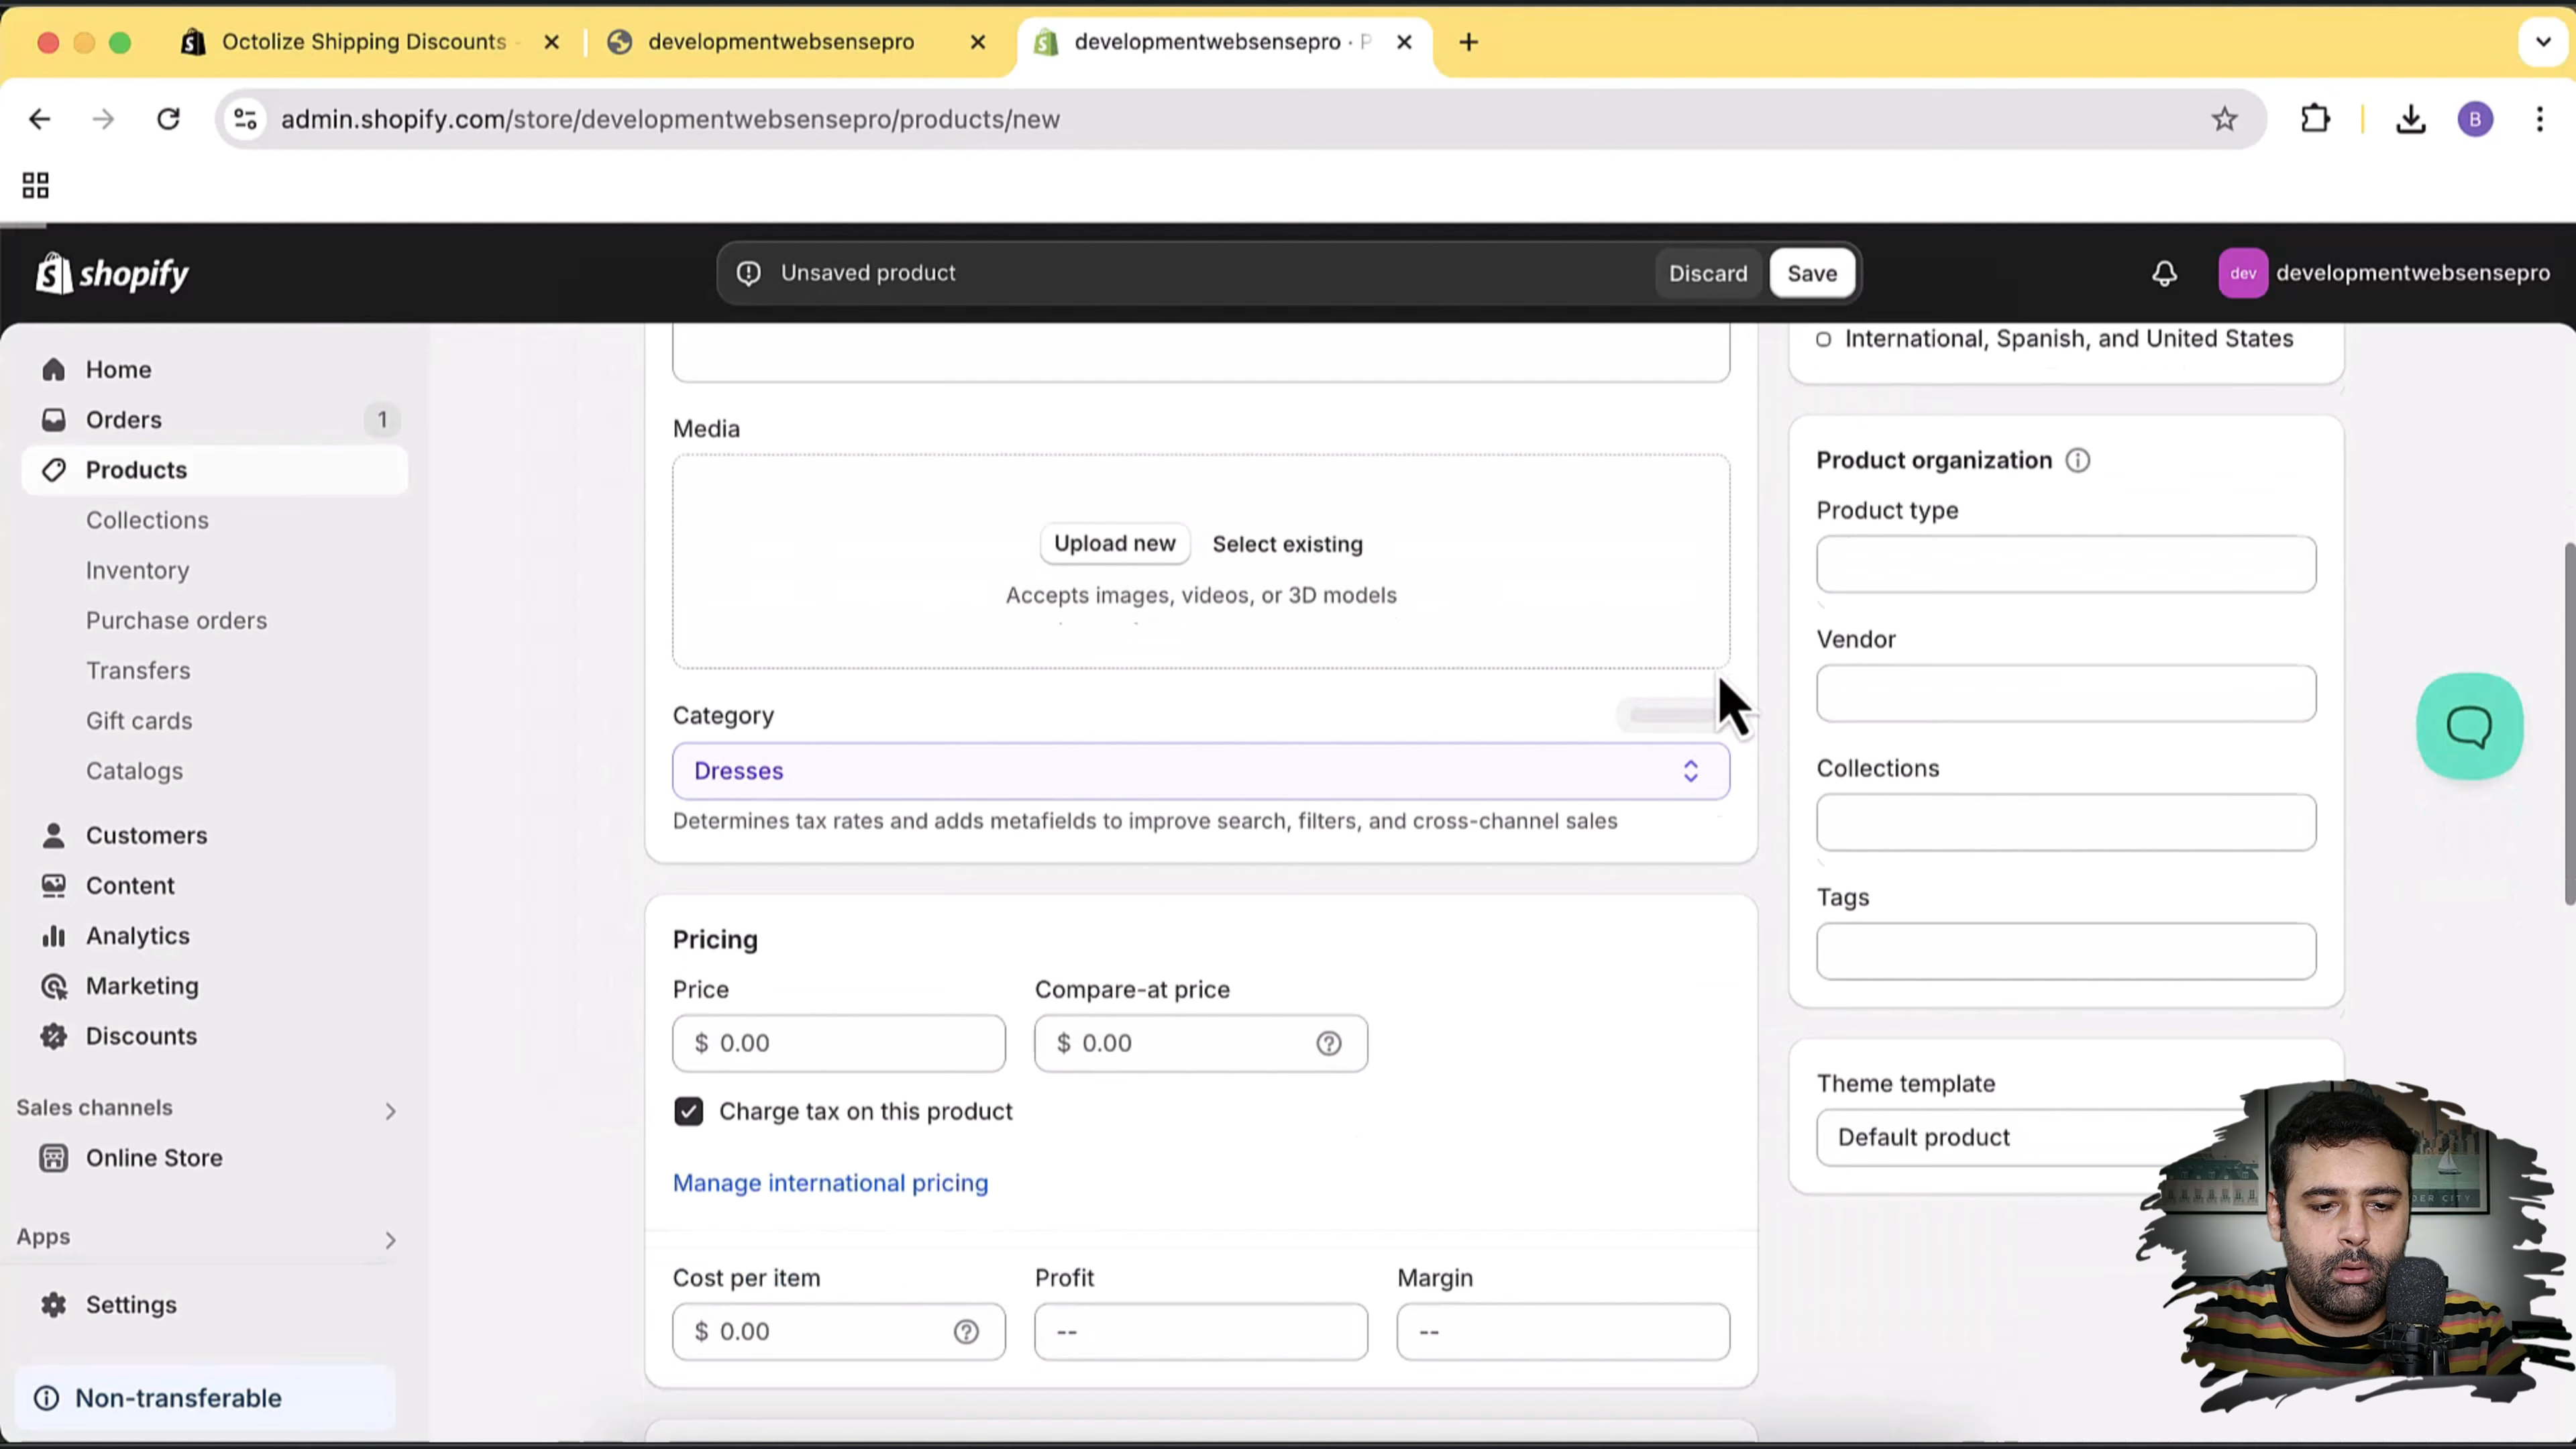 Octolize Shipping Discounts
developmentwebsensepro
developmentwebsensepro · P
admin.shopify.com/store/developmentwebsensepro/products/new
B
shopify
Unsaved product
Discard
Save
dev
developmentwebsensepro
Home
Orders
1
Products
Collections
Inventory
Purchase orders
Transfers
Gift cards
Catalogs
Customers
Content
Analytics
Marketing
Discounts
Sales channels
Online Store
Apps
Settings
Non-transferable
Media
Upload new
Select existing
Accepts images, videos, or 3D models
Category
Dresses
Determines tax rates and adds metafields to improve search, filters, and cross-channel sales
Pricing
Price
Compare-at price
$ 0.00
$ 0.00
Charge tax on this product
Manage international pricing
Cost per item
Profit
Margin
$ 0.00
--
--
International, Spanish, and United States
Product organization
Product type
Vendor
Collections
Tags
Theme template
Default product